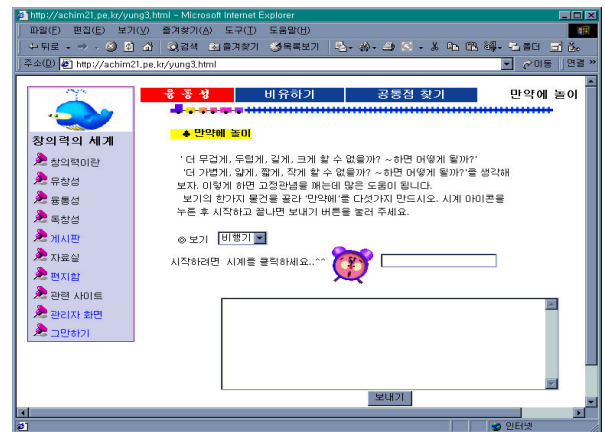 http://achim21.pe.kr/yung3.html - Microsoft Internet Explorer
파일(F) 편집(E) 보기(V) 즐겨찾기(A) 도구(T) 도움말(H)
뒤로 검색 즐겨찾기 목록보기 폴더
주소(D) http://achim21.pe.kr/yung3.html 이동 연결 »
융통성 비유하기 공통점 찾기 만약에 놀이
창의력의 세계
창의력이란
유창성
융통성
독창성
게시판
자료실
편지함
관련 사이트
관리자 화면
그만하기
♣ 만약에 놀이
' 더 무겁게, 두텁게, 길게, 크게 할 수 없을까? ~하면 어떻게 될까?'
'더 가볍게, 얇게, 짧게, 작게 할 수 없을까? ~하면 어떻게 될까?'를 생각해
보자. 이렇게 하면 고정관념을 깨는데 많은 도움이 됩니다.
보기의 한가지 물건을 골라 '만약에'를 다섯가지 만드시오. 시계 아이콘을
누른 후 시작하고 끝나면 보내기 버튼을 눌러 주세요.
◎ 보기 비행기
시작하려면 시계를 클릭하세요..^^
보내기
인터넷